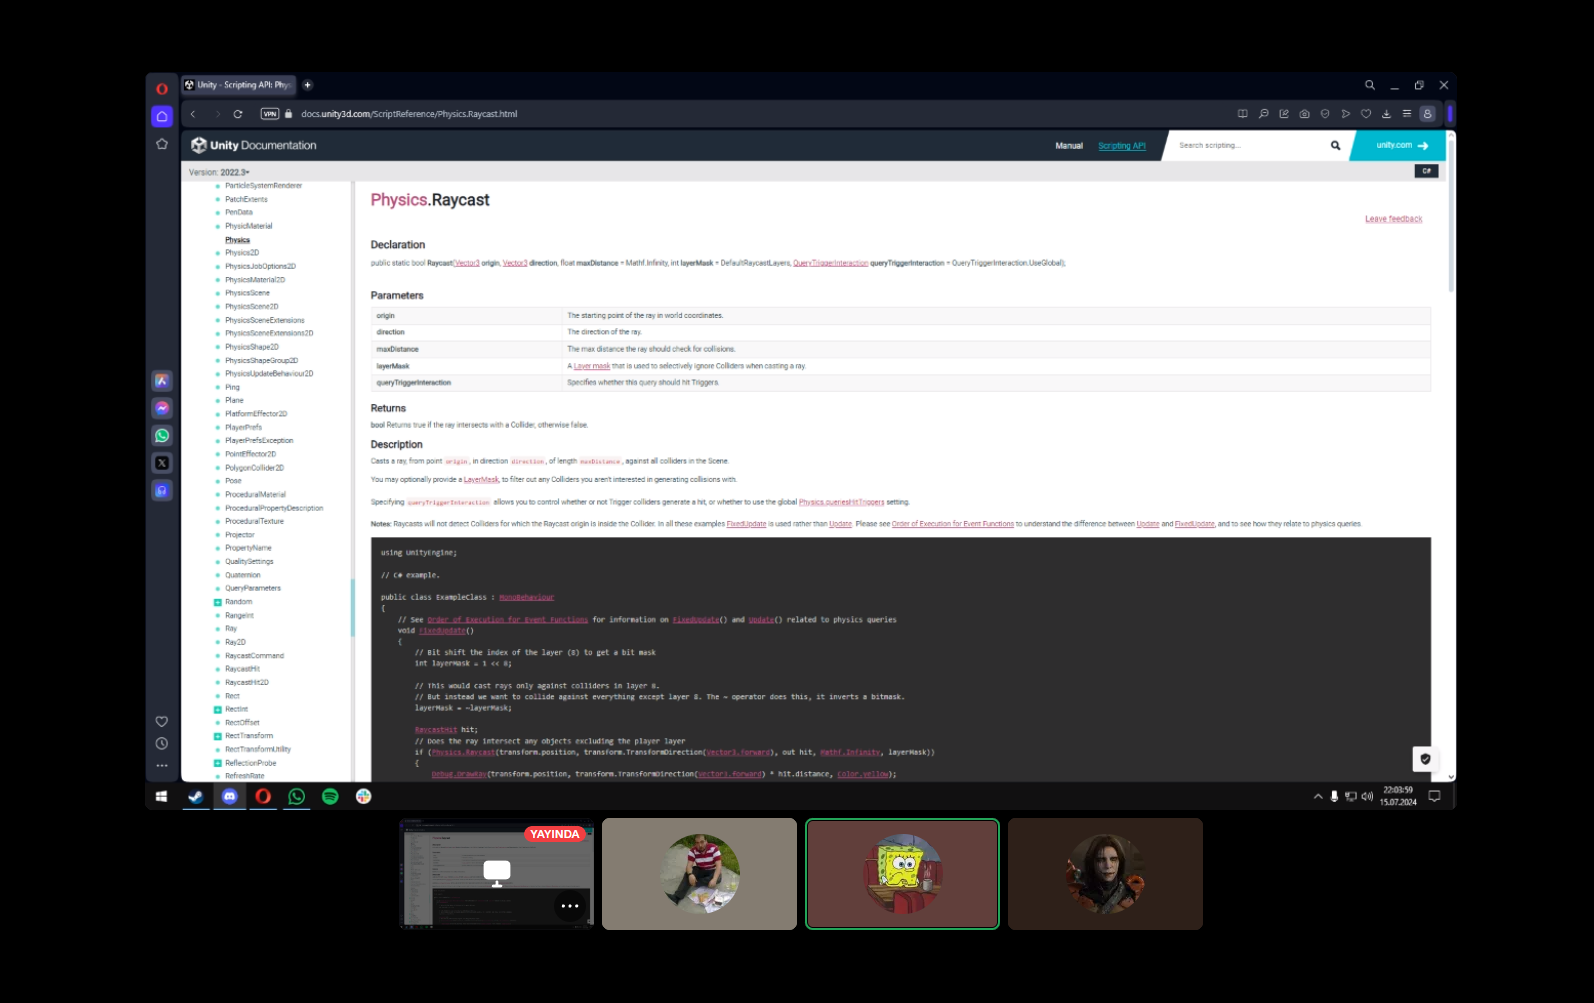 Unity - Scripting API: Phys
VPN
docs.unity3d.com/ScriptReference/Physics.Raycast.html
Unity Documentation
Manual
Scripting API
Search scripting...
unity.com
Version: 2022.3
C#
ParticleSystemRenderer
PatchExtents
PenData
PhysicMaterial
Physics
Physics2D
PhysicsJobOptions2D
PhysicsMaterial2D
PhysicsScene
PhysicsScene2D
PhysicsSceneExtensions
PhysicsSceneExtensions2D
PhysicsShape2D
PhysicsShapeGroup2D
PhysicsUpdateBehaviour2D
Ping
Plane
PlatformEffector2D
PlayerPrefs
PlayerPrefsException
PointEffector2D
PolygonCollider2D
Pose
ProceduralMaterial
ProceduralPropertyDescription
ProceduralTexture
Projector
PropertyName
QualitySettings
Quaternion
QueryParameters
Random
RangeInt
Ray
Ray2D
RaycastCommand
RaycastHit
RaycastHit2D
Rect
RectInt
RectOffset
RectTransform
RectTransformUtility
ReflectionProbe
RefreshRate
Physics.Raycast
Leave feedback
Declaration
public static bool Raycast(Vector3 origin, Vector3 direction, float maxDistance = Mathf.Infinity, int layerMask = DefaultRaycastLayers, QueryTriggerInteraction queryTriggerInteraction = QueryTriggerInteraction.UseGlobal);
Parameters
origin The starting point of the ray in world coordinates.
direction The direction of the ray.
maxDistance The max distance the ray should check for collisions.
layerMask A Layer mask that is used to selectively ignore Colliders when casting a ray.
queryTriggerInteraction Specifies whether this query should hit Triggers.
Returns
bool Returns true if the ray intersects with a Collider, otherwise false.
Description
Casts a ray, from point origin, in direction direction, of length maxDistance, against all colliders in the Scene.
You may optionally provide a LayerMask, to filter out any Colliders you aren't interested in generating collisions with.
Specifying queryTriggerInteraction allows you to control whether or not Trigger colliders generate a hit, or whether to use the global Physics.queriesHitTriggers setting.
Notes: Raycasts will not detect Colliders for which the Raycast origin is inside the Collider. In all these examples FixedUpdate is used rather than Update. Please see Order of Execution for Event Functions to understand the difference between Update and FixedUpdate, and to see how they relate to physics queries.
using UnityEngine;
// C# example.
public class ExampleClass : MonoBehaviour
{
// See Order of Execution for Event Functions for information on FixedUpdate() and Update() related to physics queries
void FixedUpdate()
{
// Bit shift the index of the layer (8) to get a bit mask
int layerMask = 1 << 8;
// This would cast rays only against colliders in layer 8.
// But instead we want to collide against everything except layer 8. The ~ operator does this, it inverts a bitmask.
layerMask = ~layerMask;
RaycastHit hit;
// Does the ray intersect any objects excluding the player layer
if (Physics.Raycast(transform.position, transform.TransformDirection(Vector3.forward), out hit, Mathf.Infinity, layerMask))
{
Debug.DrawRay(transform.position, transform.TransformDirection(Vector3.forward) * hit.distance, Color.yellow);
22:03:59
15.07.2024
YAYINDA